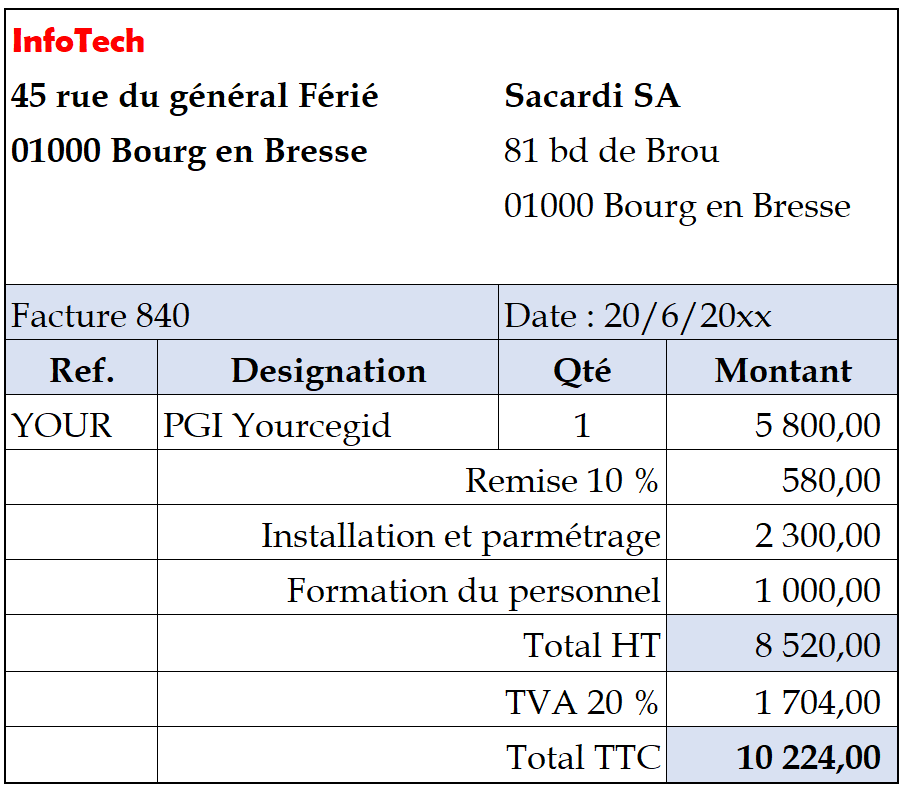 InfoTech
45 rue du général Férié Sacardi SA
01000 Bourg en Bresse 81 bd de Brou
01000 Bourg en Bresse
Facture 840 Date : 20/6/20xx
Ref. Designation Qté Montant
YOUR PGI Yourcegid 1 5 800,00
Remise 10 % 580,00
Installation et parmétrage 2 300,00
Formation du personnel 1 000,00
Total HT 8 520,00
TVA 20 % 1 704,00
Total TTC 10 224,00